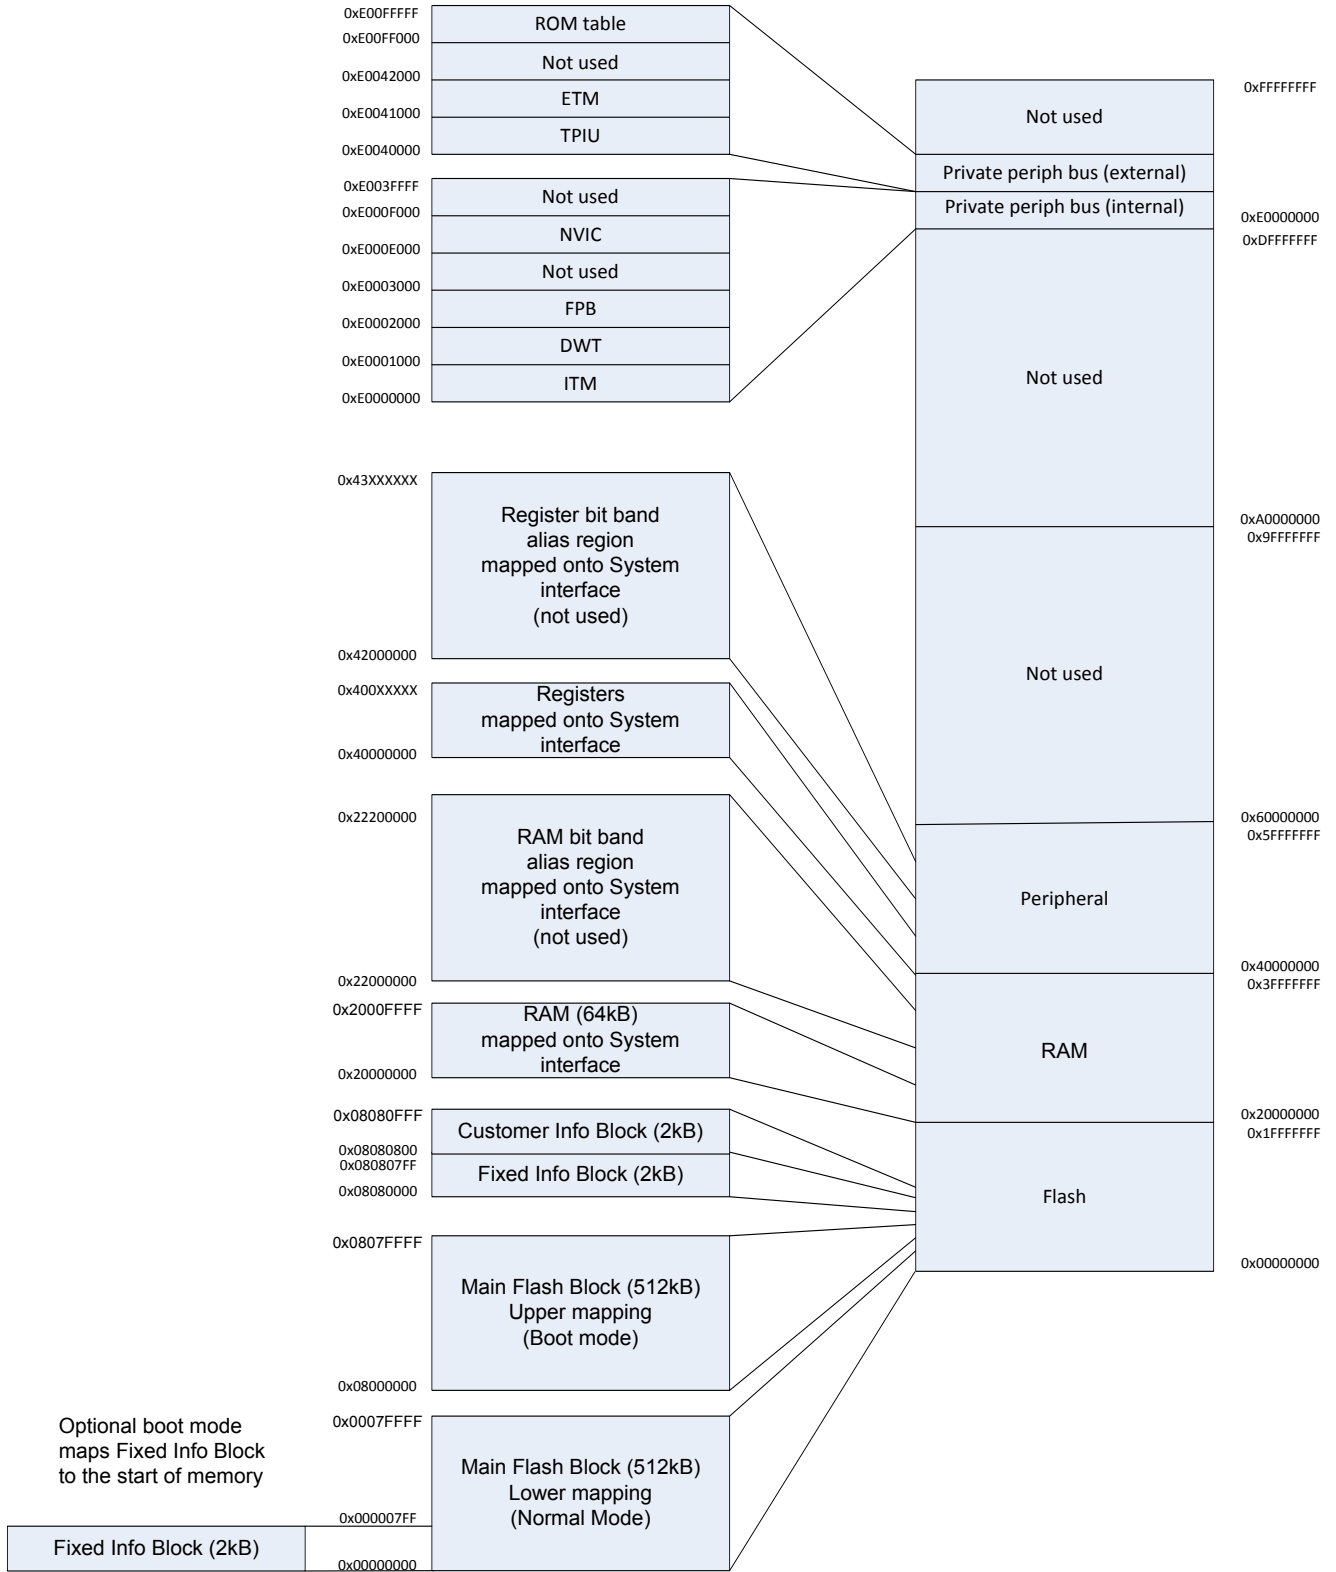 0xE00FFFFF
ROM table
0xE00FF000
Not used
0xE0042000
ETM
0xE0041000
TPIU
0xE0040000
0xE003FFFF
Not used
0xE000F000
NVIC
0xE000E000
Not used
0xE0003000
FPB
0xE0002000
DWT
0xE0001000
ITM
0xE0000000
0x43XXXXXX
Register bit band
alias region
mapped onto System
interface
(not used)
0x42000000
0x400XXXXX
Registers
mapped onto System
interface
0x40000000
0x22200000
RAM bit band
alias region
mapped onto System
interface
(not used)
0x22000000
0x2000FFFF
RAM (64kB)
mapped onto System
interface
0x20000000
0x08080FFF
Customer Info Block (2kB)
0x08080800
0x080807FF
Fixed Info Block (2kB)
0x08080000
0x0807FFFF
Main Flash Block (512kB)
Upper mapping
(Boot mode)
0x08000000
0x0007FFFF
Main Flash Block (512kB)
Lower mapping
(Normal Mode)
Optional boot mode
maps Fixed Info Block
to the start of memory
0x000007FF
Fixed Info Block (2kB)
0x00000000
0xFFFFFFFF
Not used
Private periph bus (external)
Private periph bus (internal)
0xE0000000
0xDFFFFFFF
Not used
0xA0000000
0x9FFFFFFF
Not used
0x60000000
0x5FFFFFFF
Peripheral
0x40000000
0x3FFFFFFF
RAM
0x20000000
0x1FFFFFFF
Flash
0x00000000